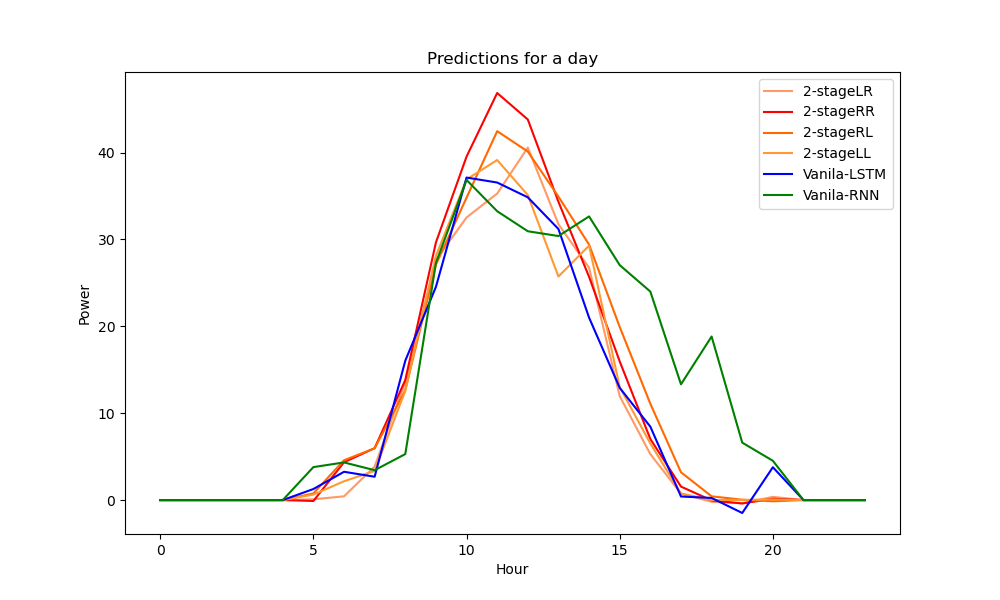 Predictions for a day
2-stageLR
2-stageRR
2-stageRL
2-stageLL
Vanila-LSTM
Vanila-RNN
Power
40
30
20
10
0
0
5
10
15
20
Hour